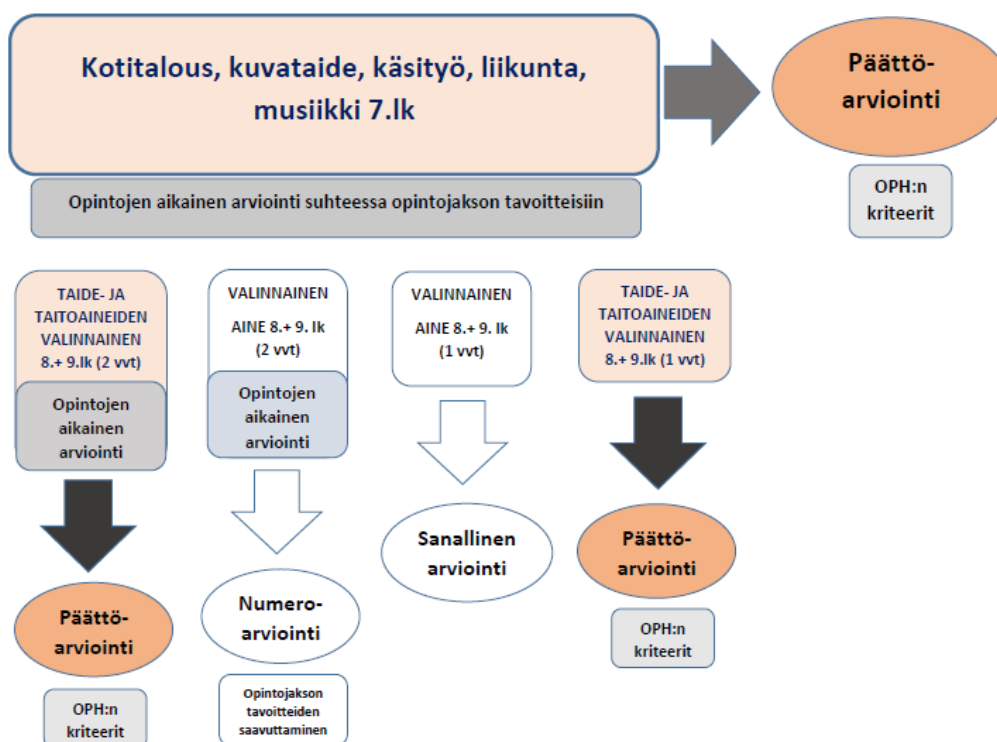 Kotitalous, kuvataide, käsityö, liikunta,
musiikki 7.lk
Päättö-
arviointi
Opintojen aikainen arviointi suhteessa opintojakson tavoitteisiin
OPH:n
kriteerit
TAIDE- JA
TAITOAINEIDEN
VALINNAINEN
8.+ 9.lk (2 vvt)
Opintojen
aikainen
arviointi
Päättö-
arviointi
OPH:n
kriteerit
VALINNAINEN
AINE 8.+ 9. lk
(2 vvt)
Opintojen
aikainen
arviointi
Numero-
arviointi
Opintojakson
tavoitteiden
saavuttaminen
VALINNAINEN
AINE 8.+ 9. lk
(1 vvt)
Sanallinen
arviointi
TAIDE- JA
TAITOAINEIDEN
VALINNAINEN
8.+ 9.lk (1 vvt)
Päättö-
arviointi
OPH:n
kriteerit